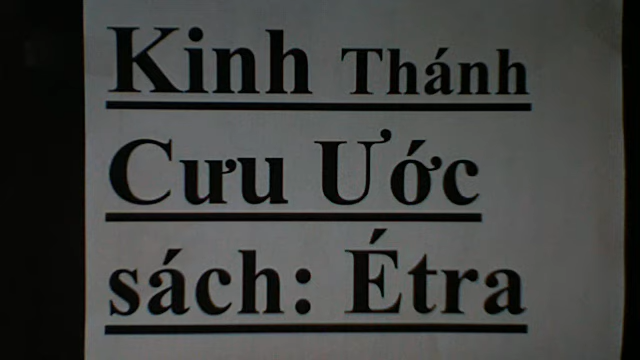 Kinh Thánh
Cưu Ước
sách: Étra